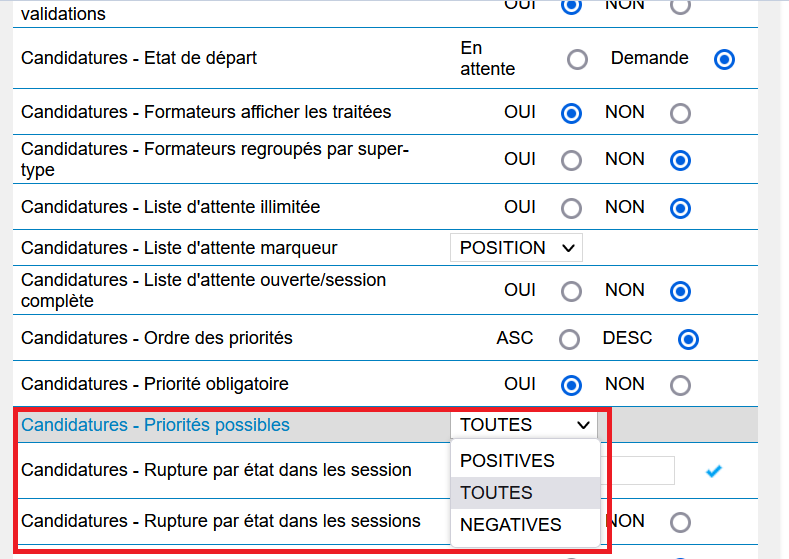 OUI NON
validations
Candidatures - Etat de départ En attente Demande
Candidatures - Formateurs afficher les traitées OUI NON
Candidatures - Formateurs regroupés par super-
type OUI NON
Candidatures - Liste d'attente illimitée OUI NON
Candidatures - Liste d'attente marqueur POSITION
Candidatures - Liste d'attente ouverte/session
complète OUI NON
Candidatures - Ordre des priorités ASC DESC
Candidatures - Priorité obligatoire OUI NON
Candidatures - Priorités possibles TOUTES
POSITIVES
Candidatures - Rupture par état dans les session
TOUTES
Candidatures - Rupture par état dans les sessions NON
NEGATIVES